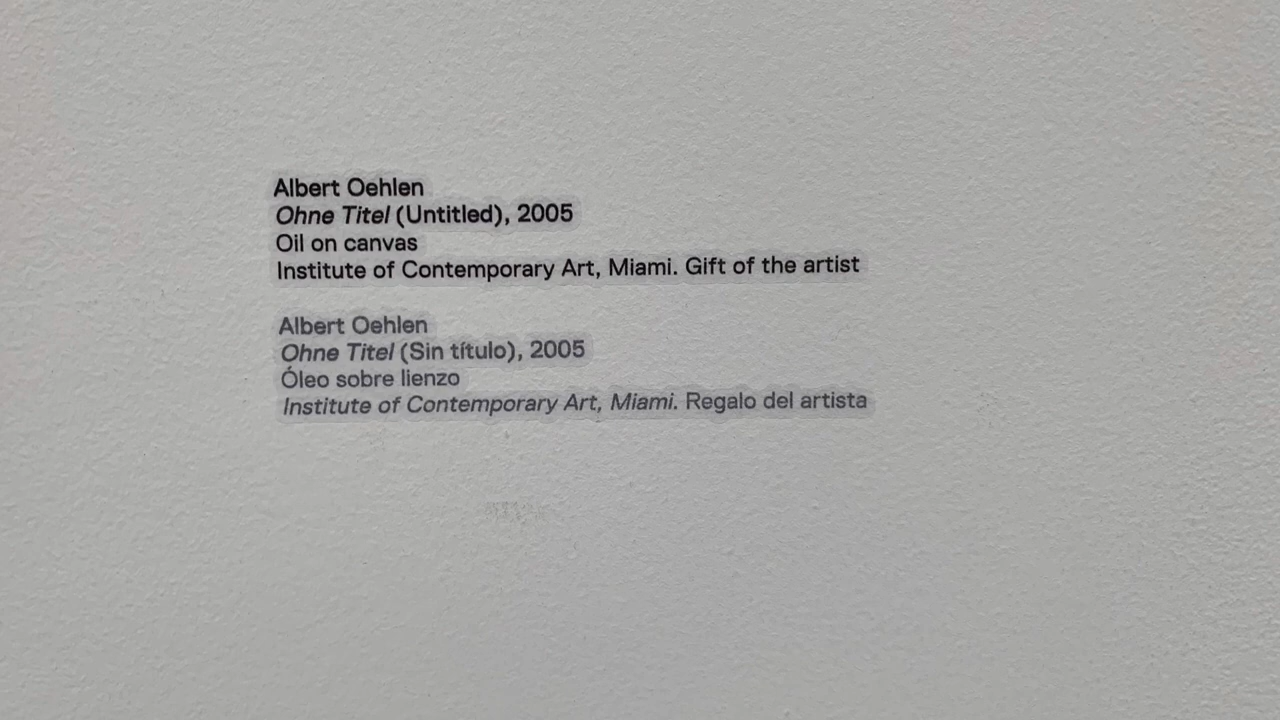 Albert Oehlen
Ohne Titel (Untitled), 2005
Oil on canvas
Institute of Contemporary Art, Miami. Gift of the artist
Albert Oehlen
Ohne Titel (Sin título), 2005
Óleo sobre lienzo
Institute of Contemporary Art, Miami. Regalo del artista